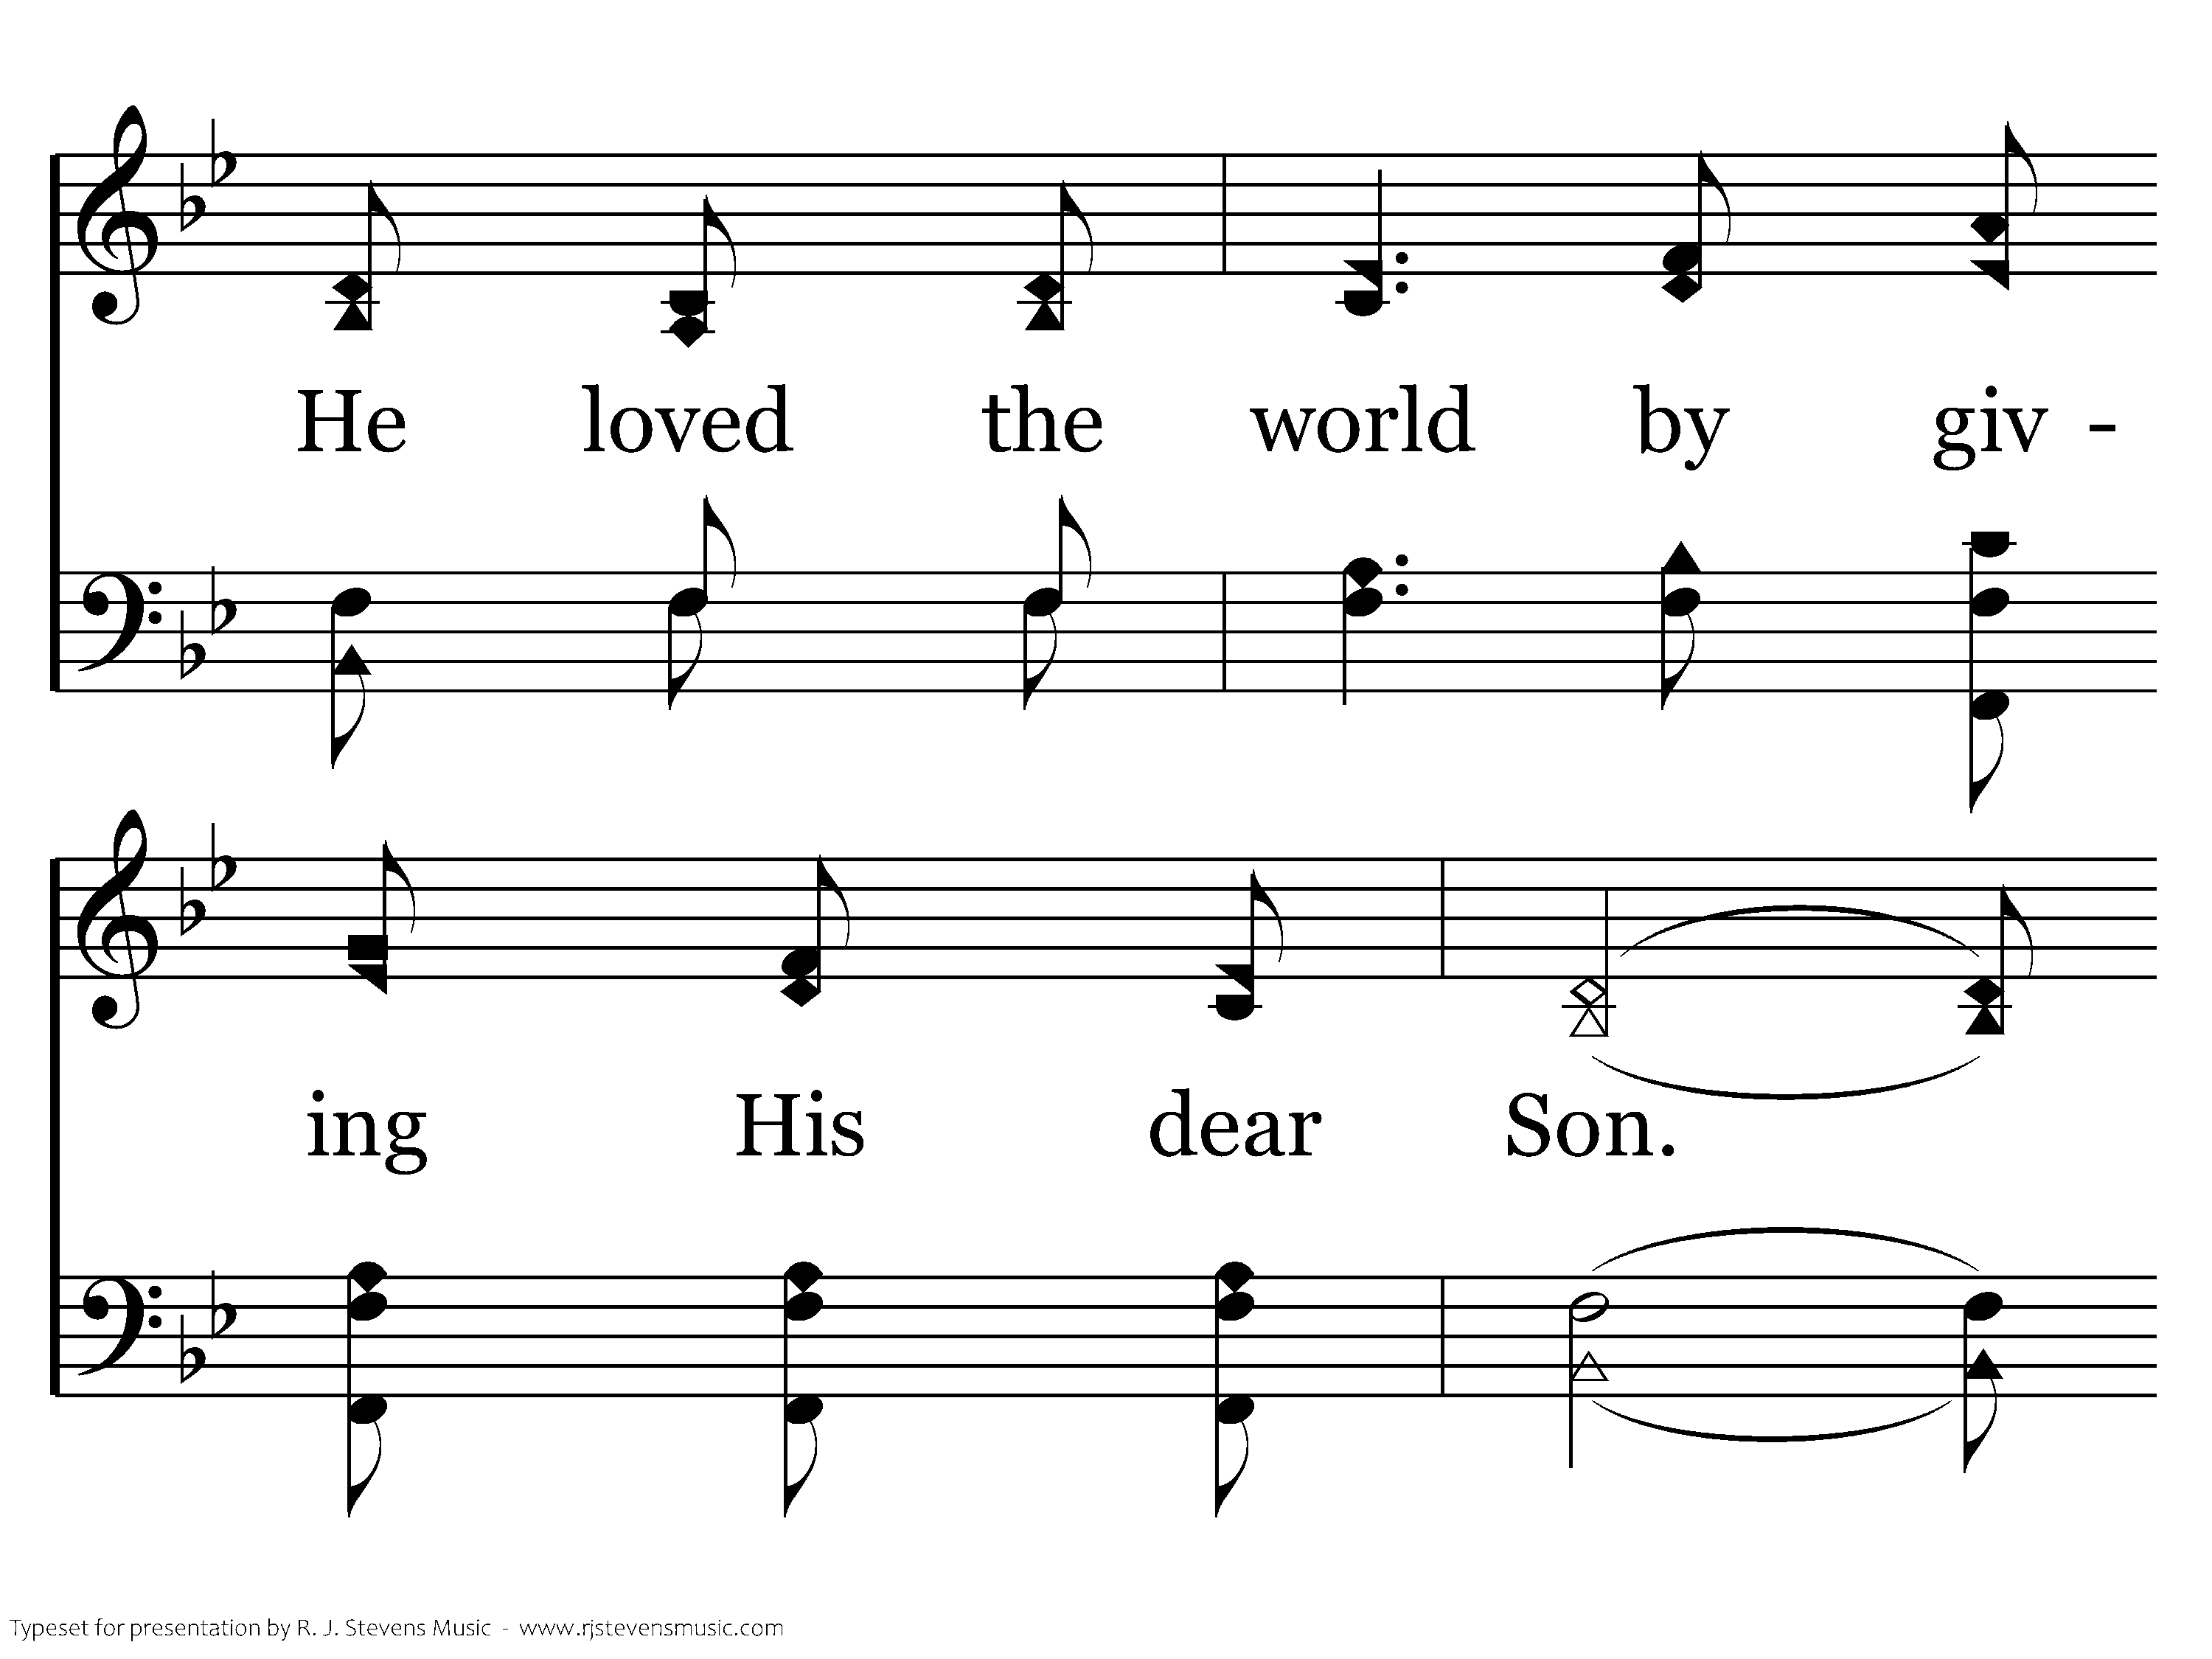 He loved the world by giv -
ing His dear Son.
Typeset for presentation by R. J. Stevens Music - www.rjstevensmusic.com